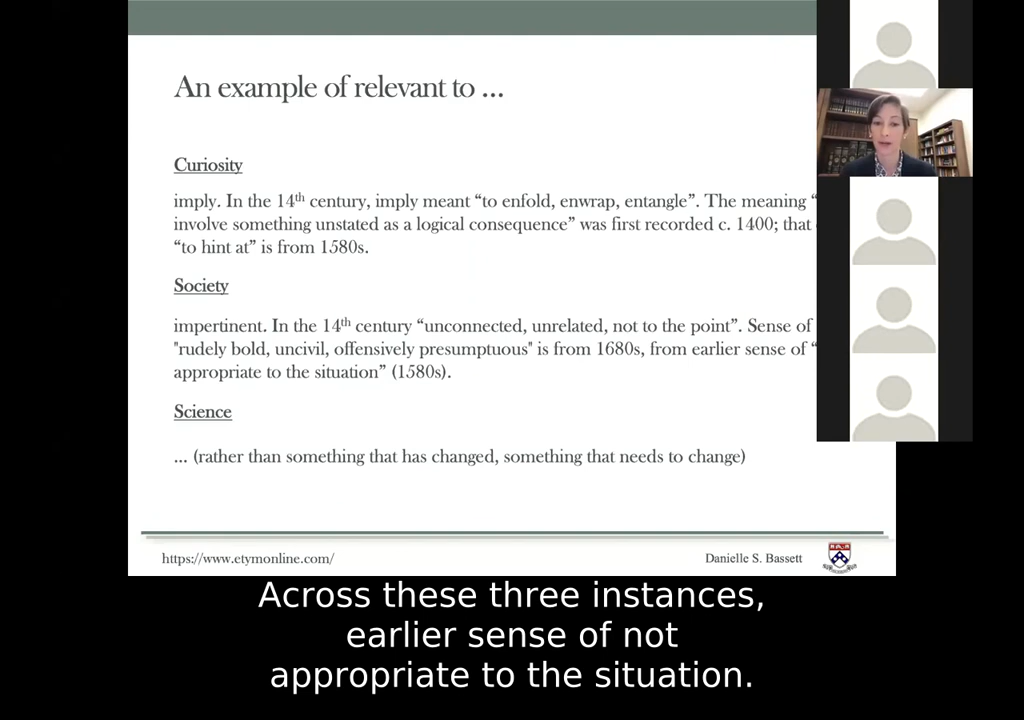 An example of relevant to ...
Curiosity
imply. In the 14th century, imply meant “to enfold, enwrap, entangle”. The meaning “
involve something unstated as a logical consequence” was first recorded c. 1400; that
“to hint at” is from 1580s.
Society
impertinent. In the 14th century “unconnected, unrelated, not to the point”. Sense of
"rudely bold, uncivil, offensively presumptuous" is from 1680s, from earlier sense of “
appropriate to the situation” (1580s).
Science
... (rather than something that has changed, something that needs to change)
https://www.etymonline.com/ Danielle S. Bassett
Across these three instances,
earlier sense of not
appropriate to the situation.